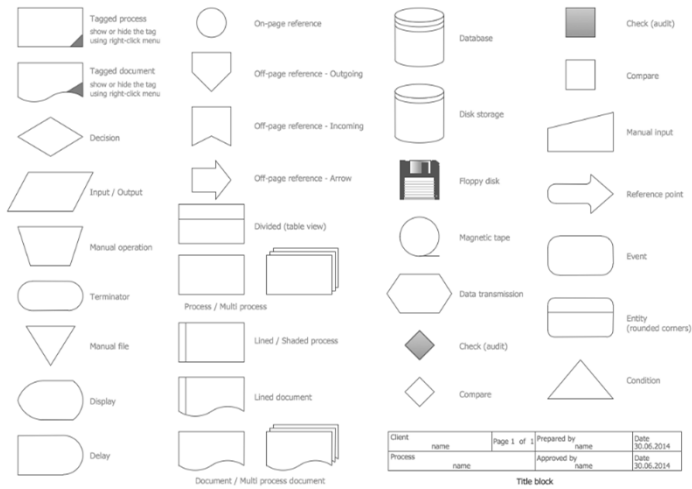 Tagged process
show or hide the tag
using right-click menu
Tagged document
show or hide the tag
using right-click menu
Decision
Input / Output
Manual operation
Terminator
Manual file
Display
Delay
On-page reference
Off-page reference - Outgoing
Off-page reference - Incoming
Off-page reference - Arrow
Divided (table view)
Process / Multi process
Lined / Shaded process
Lined document
Document / Multi process document
Database
Disk storage
Floppy disk
Magnetic tape
Data transmission
Check (audit)
Compare
Check (audit)
Compare
Manual input
Reference point
Event
Entity
(rounded corners)
Condition
Client
name
Page 1 of 1
Prepared by
name
Date
30.06.2014
Process
name
Approved by
name
Date
30.06.2014
Title block